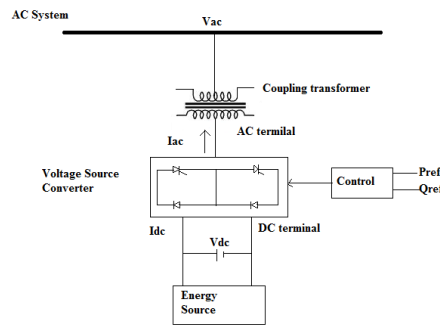 AC System
Vac
Coupling transformer
AC termilal
Iac
Voltage Source
Converter
Control
Pref
Qref
Idc
DC terminal
Vdc
Energy
Source